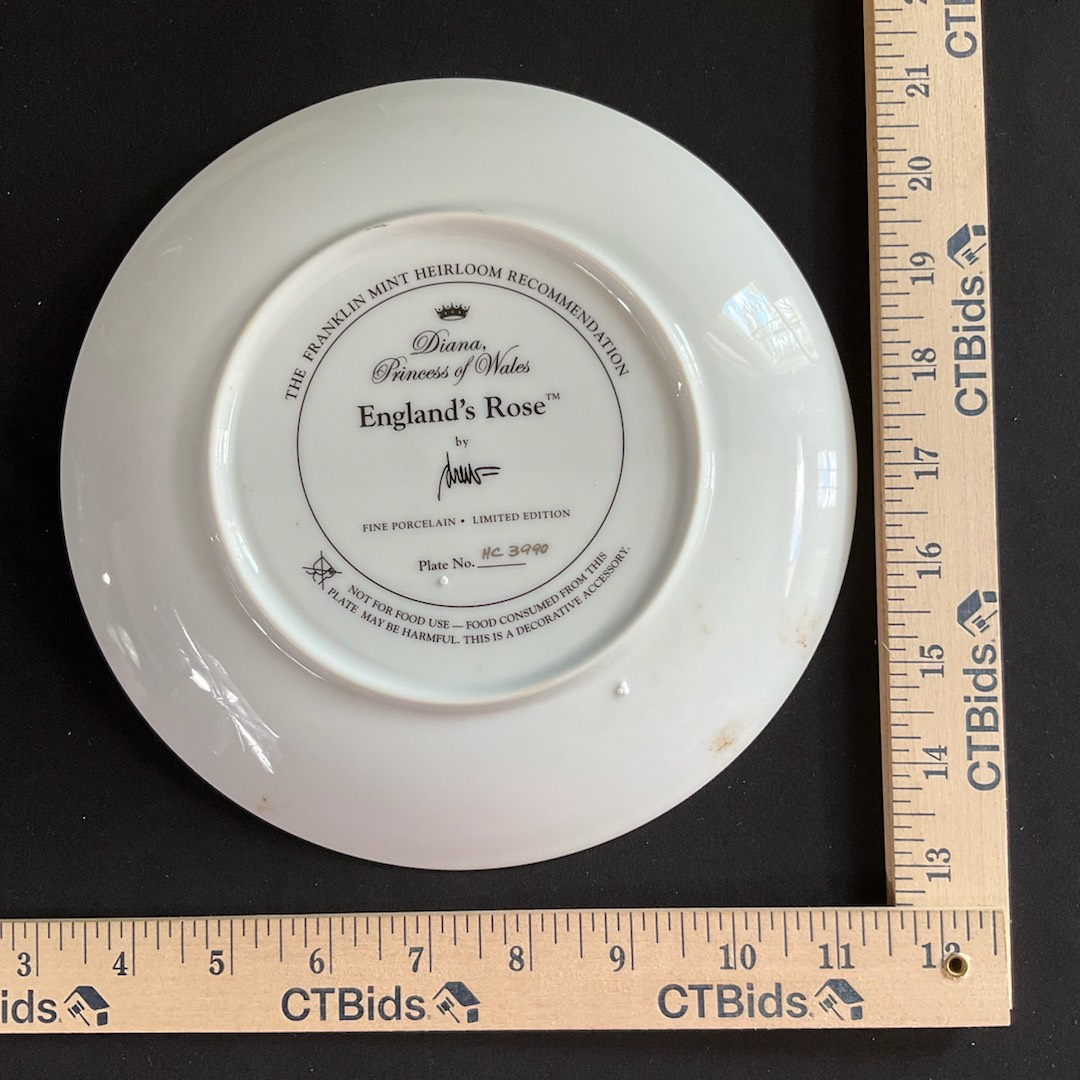 THE FRANKLIN MINT HEIRLOOM RECOMMENDATION
Diana,
Princess of Wales
England's Rose™
by
FINE PORCELAIN • LIMITED EDITION
Plate No. HC 3990
NOT FOR FOOD USE — FOOD CONSUMED FROM THIS
PLATE MAY BE HARMFUL. THIS IS A DECORATIVE ACCESSORY.
21
20
19
18
17
16
15
14
13
CTBids
CTBids
3 4 5 6 7 8 9 10 11 12
ids CTBids CTBids